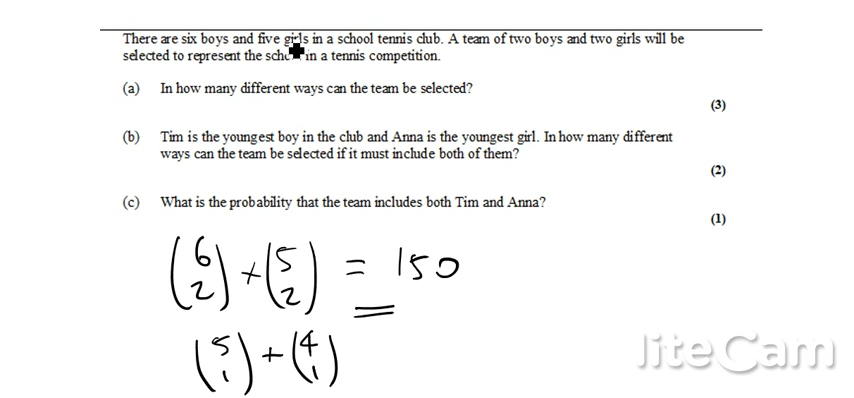 There are six boys and five girls in a school tennis club. A team of two boys and two girls will be
selected to represent the in a tennis competition.
(a) In how many different ways can the team be selected?
(3)
(b) Tim is the youngest boy in the club and Anna is the youngest girl. In how many different
ways can the team be selected if it must include both of them?
(2)
(c) What is the probability that the team includes both Tim and Anna?
(1)
(6 2) × (5 2) = 150
(5 1) + (4 1)
liteCam